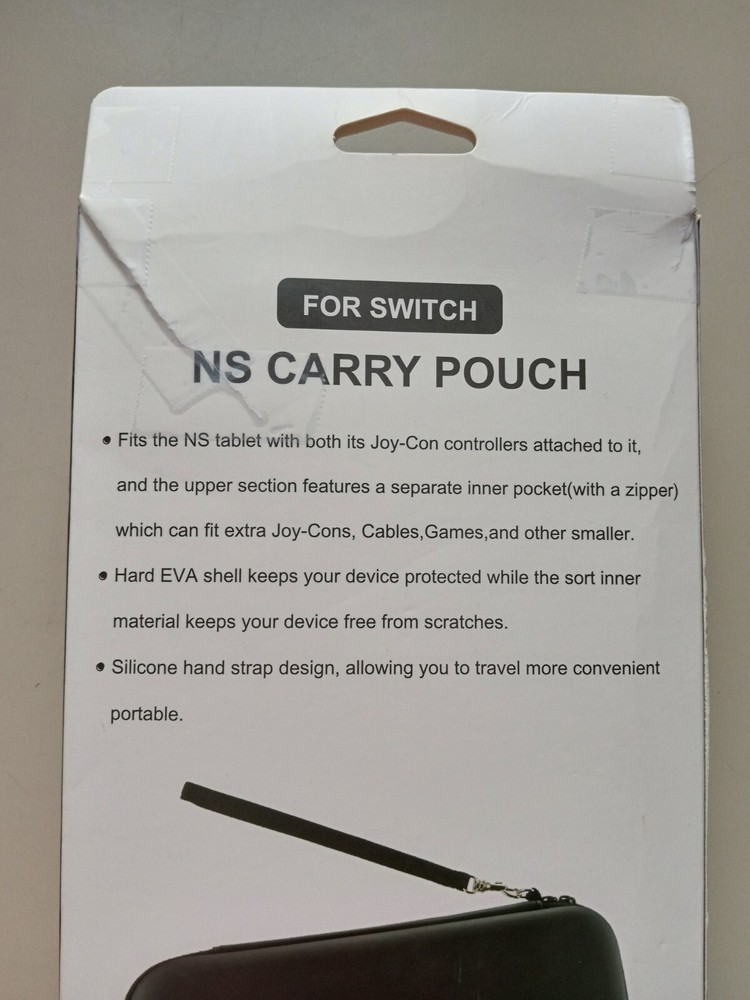 FOR SWITCH
NS CARRY POUCH
• Fits the NS tablet with both its Joy-Con controllers attached to it,
and the upper section features a separate inner pocket(with a zipper)
which can fit extra Joy-Cons, Cables,Games,and other smaller.
• Hard EVA shell keeps your device protected while the sort inner
material keeps your device free from scratches.
• Silicone hand strap design, allowing you to travel more convenient
portable.